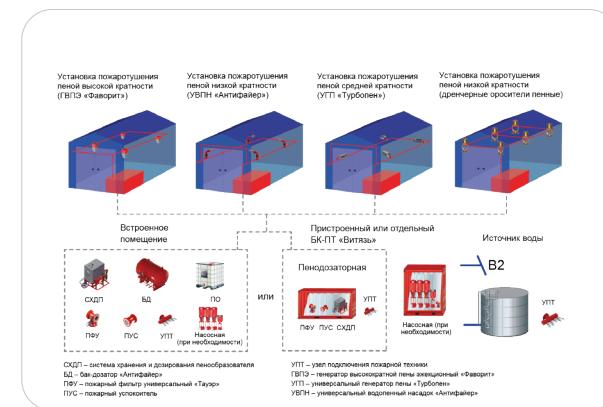 Установка пожаротушения
пеной высокой кратности
(ГВПЭ «Фаворит»)
Установка пожаротушения
пеной низкой кратности
(УВПН «Антифайер»)
Установка пожаротушения
пеной средней кратности
(УГП «Турбопен»)
Установка пожаротушения
пеной низкой кратности
(дренчерные оросители пенные)
Встроенное
помещение
СХДП
БД
ПО
ПФУ
ПУС
УПТ
Насосная (при
необходимости)
или
Пристроенный или отдельный
БК-ПТ «Витязь»
Пенодозаторная
УПТ
ПФУ ПУС СХДП
Насосная (при
необходимости)
Источник воды
В2
УПТ
СХДП – система хранения и дозирования пенообразователя
БД – бак-дозатор «Антифайер»
ПФУ – пожарный фильтр универсальный «Тауэр»
ПУС – пожарный успокоитель
УПТ – узел подключения пожарной техники
ГВПЭ – генератор высокократной пены эжекционный «Фаворит»
УГП – универсальный генератор пены «Турбопен»
УВПН – универсальный водопенный насадок «Антифайер»